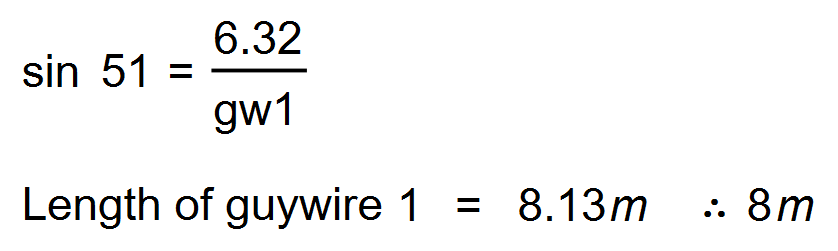 sin 51 = 6.32
gw1
Length of guywire 1 = 8.13m ∴ 8m